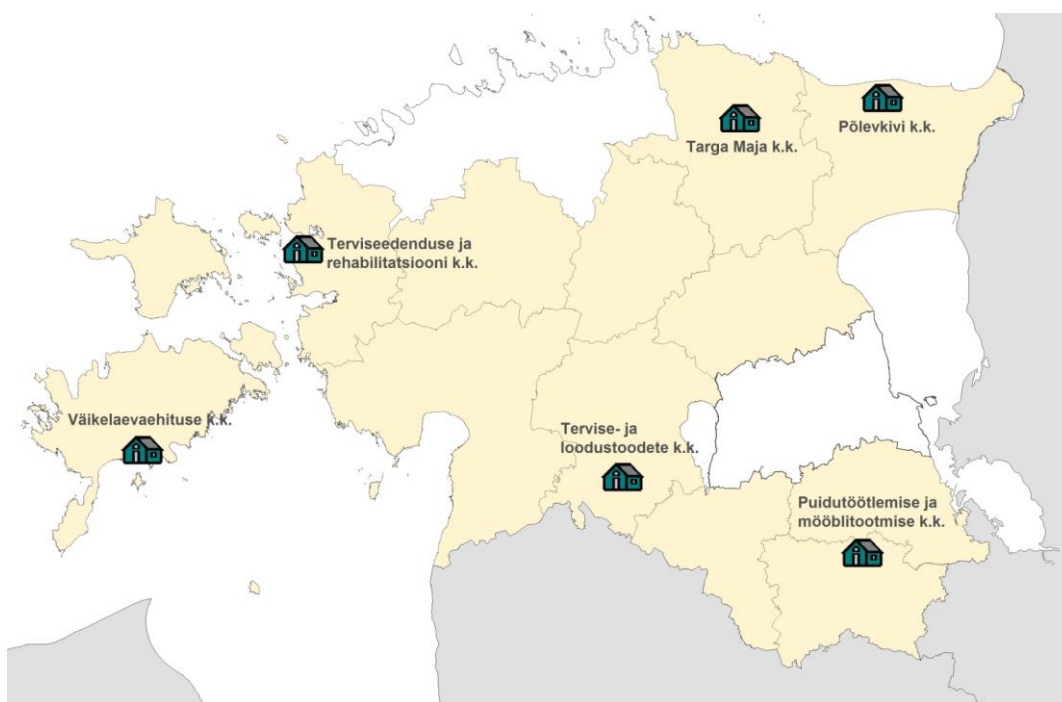 Targa Maja k.k.
Põlevkivi k.k.
Terviseedenduse ja
rehabilitatsiooni k.k.
Väikelaevaehituse k.k.
Tervise- ja
loodustoodete k.k.
Puidutöötlemise ja
mööblitootmise k.k.